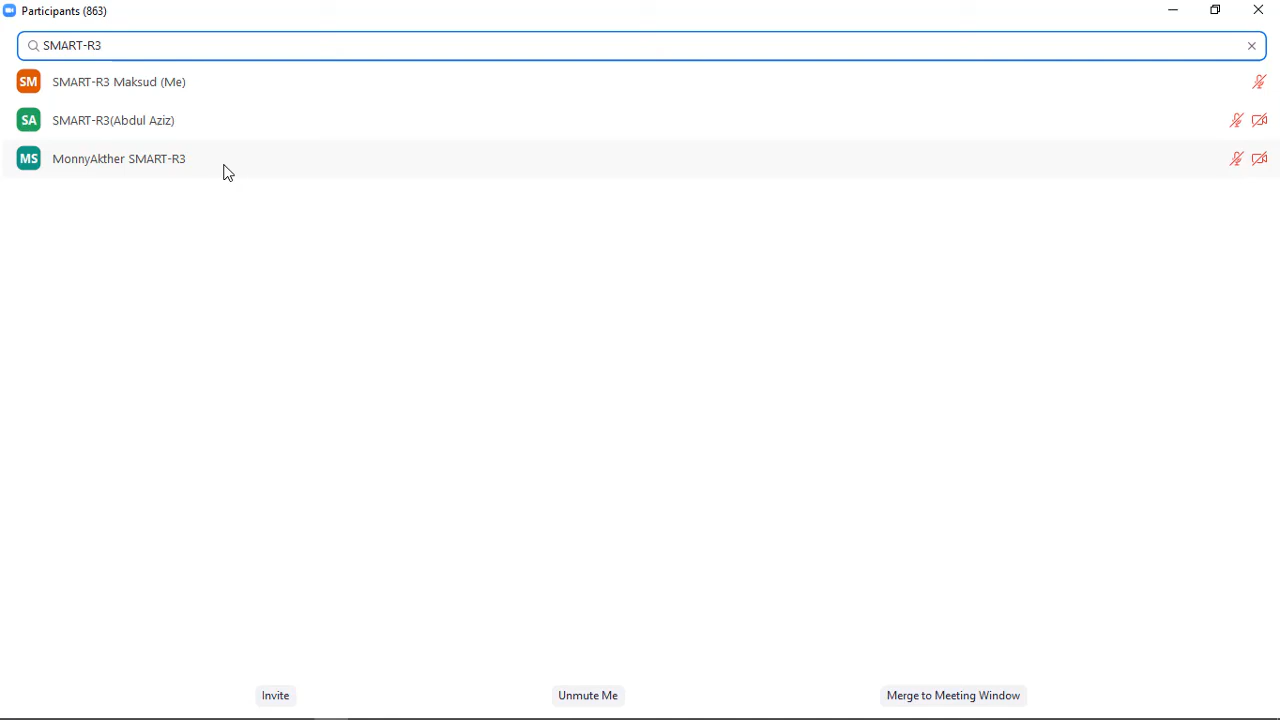 Participants (863)
SMART-R3
SM SMART-R3 Maksud (Me)
SA SMART-R3(Abdul Aziz)
MS MonnyAkther SMART-R3
Invite Unmute Me Merge to Meeting Window